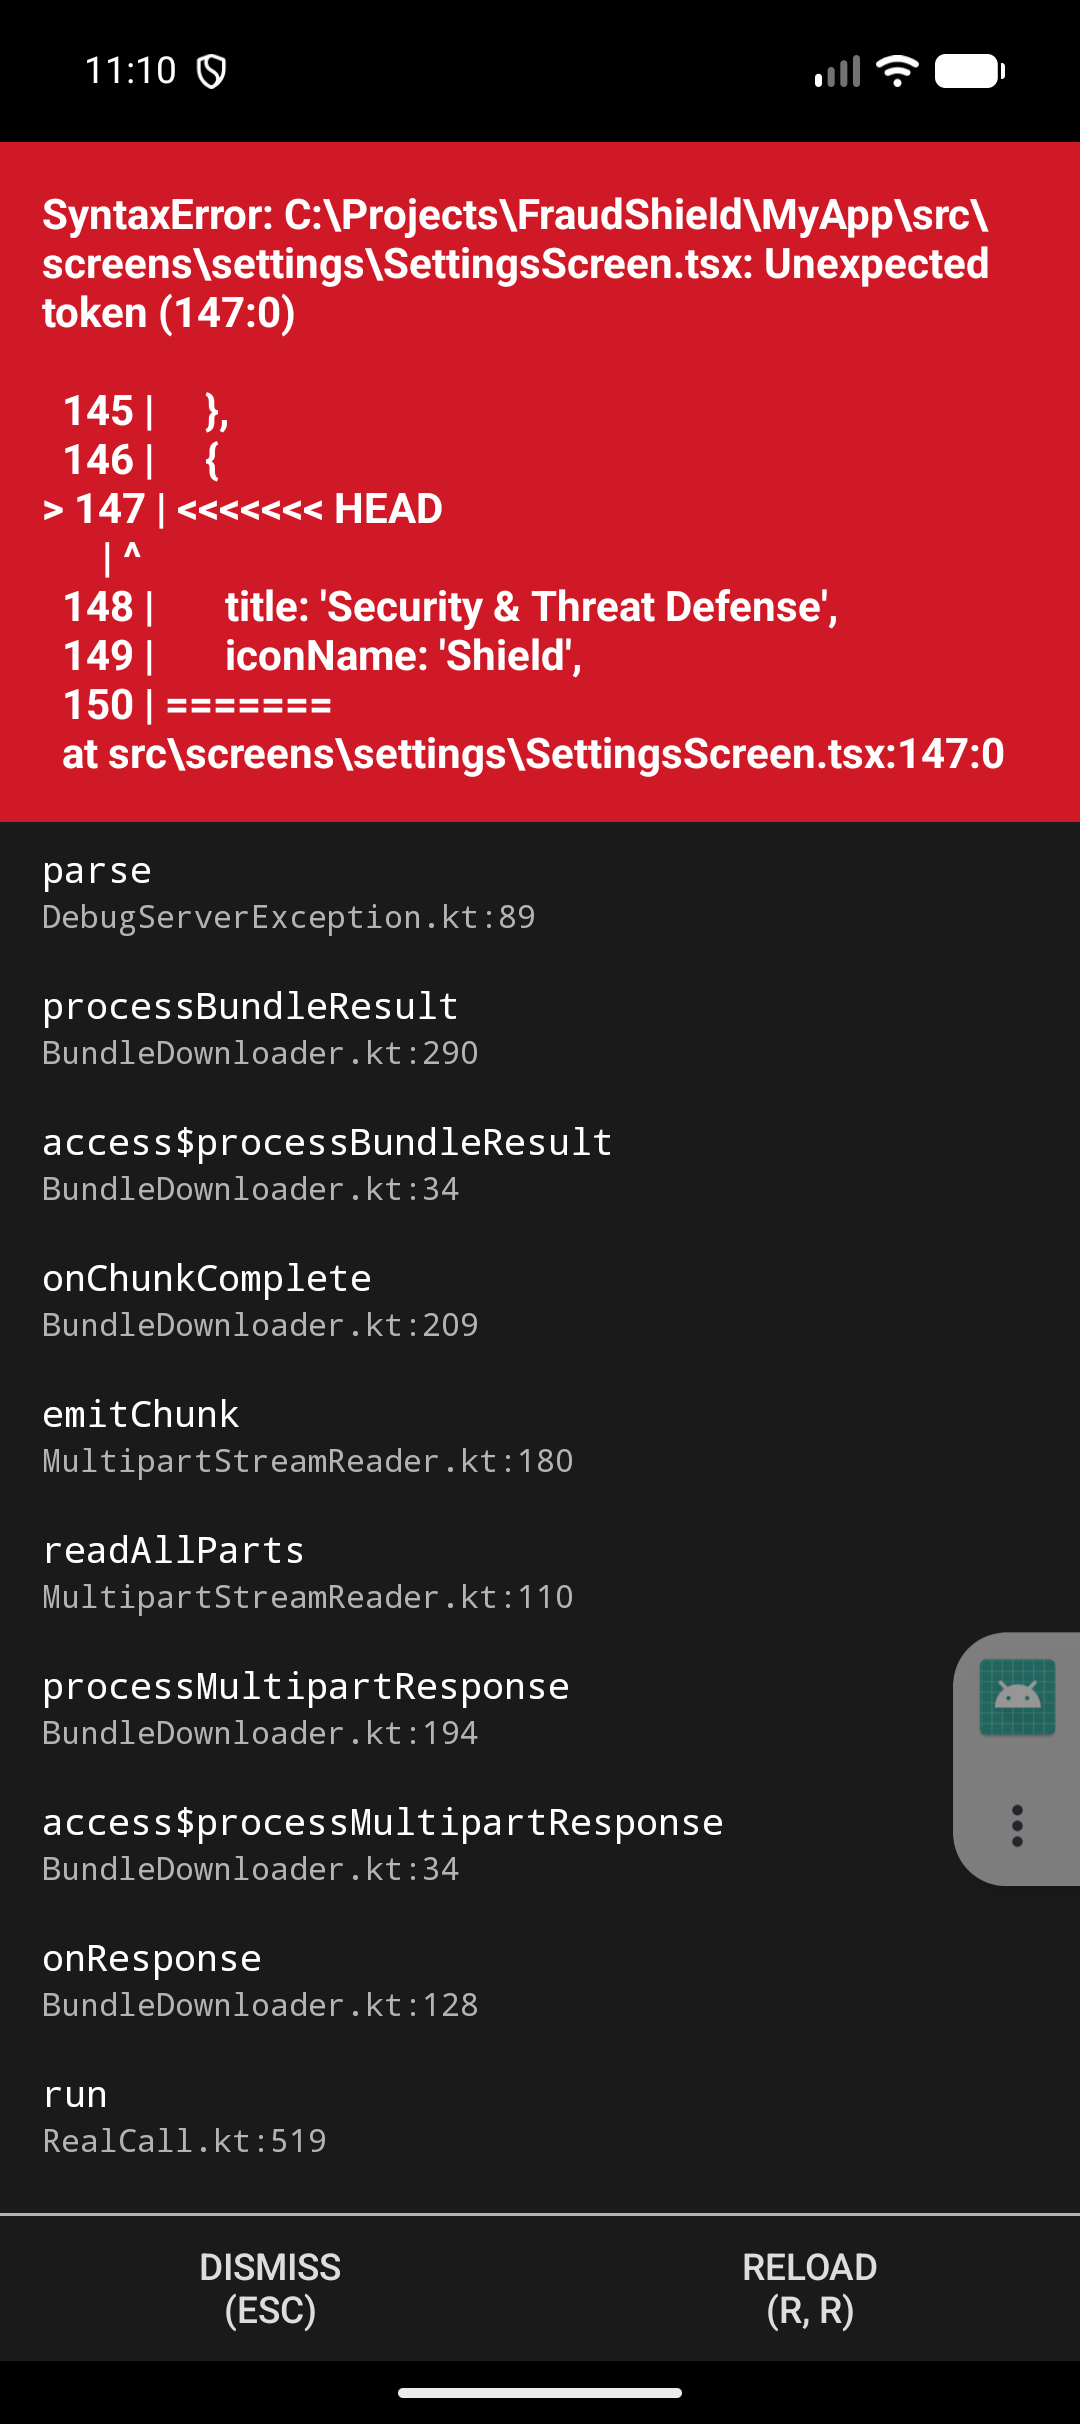 11:10
SyntaxError: C:\Projects\FraudShield\MyApp\src\
screens\settings\SettingsScreen.tsx: Unexpected
token (147:0)
145 | },
146 | {
> 147 | <<<<<<< HEAD
| ^
148 | title: 'Security & Threat Defense',
149 | iconName: 'Shield',
150 | =======
at src\screens\settings\SettingsScreen.tsx:147:0
parse
DebugServerException.kt:89
processBundleResult
BundleDownloader.kt:290
access$processBundleResult
BundleDownloader.kt:34
onChunkComplete
BundleDownloader.kt:209
emitChunk
MultipartStreamReader.kt:180
readAllParts
MultipartStreamReader.kt:110
processMultipartResponse
BundleDownloader.kt:194
access$processMultipartResponse
BundleDownloader.kt:34
onResponse
BundleDownloader.kt:128
run
RealCall.kt:519
DISMISS
(ESC)
RELOAD
(R, R)